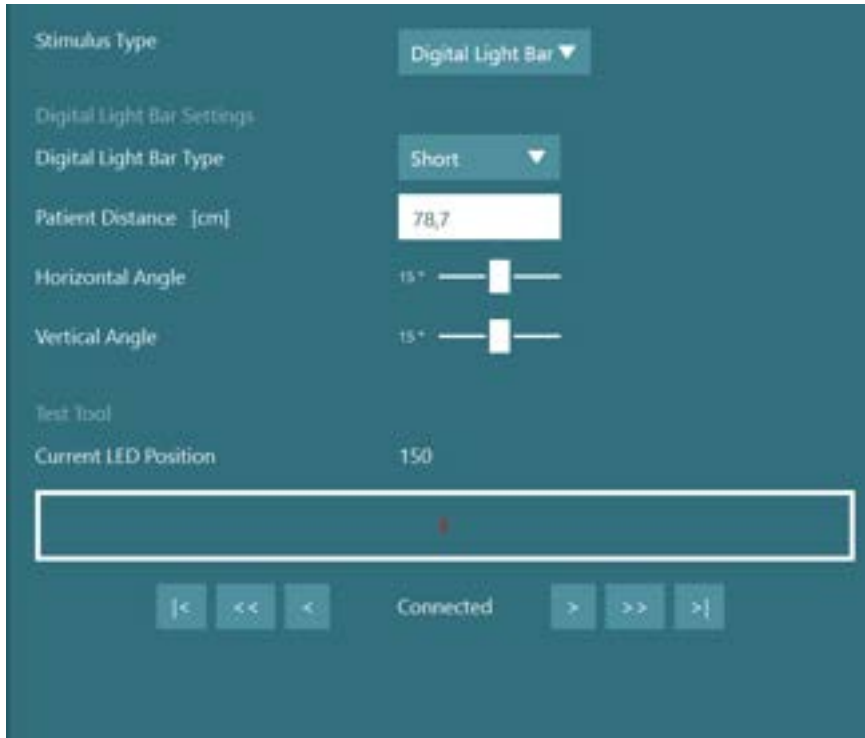 Stimulus Type
Digital Light Bar
Digital Light Bar Settings
Digital Light Bar Type
Short
Patient Distance [cm]
78,7
Horizontal Angle
15 °
Vertical Angle
15 °
Test Tool
Current LED Position
150
|<
<<
<
Connected
>
>>
>|